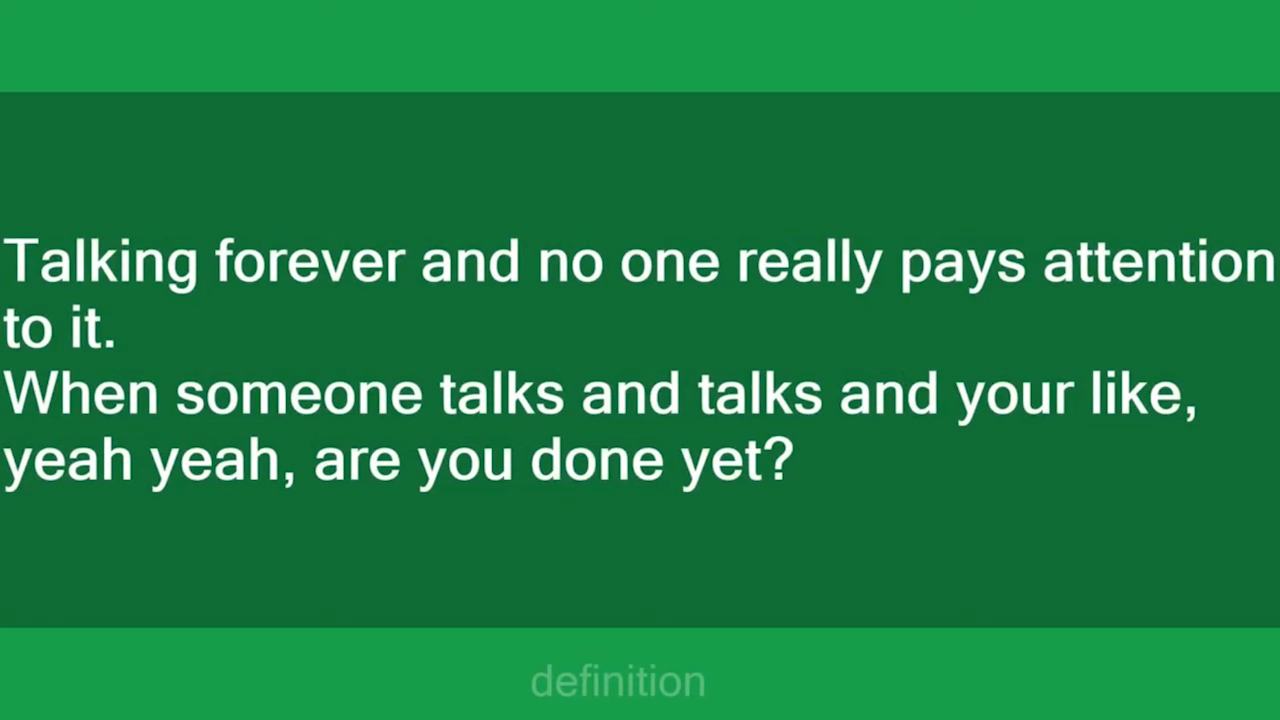 Talking forever and no one really pays attention
to it.
When someone talks and talks and your like,
yeah yeah, are you done yet?
definition